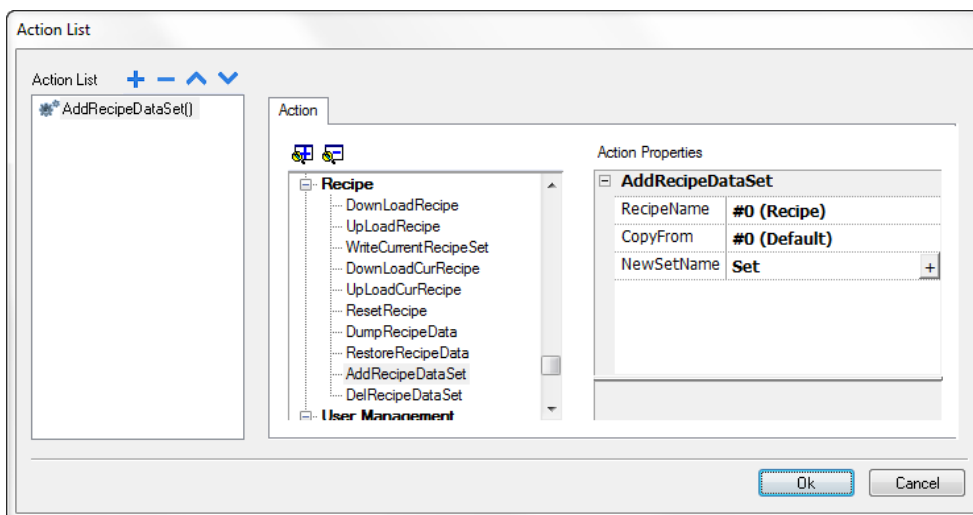 Action List
Action List
AddRecipeDataSet()
Action
Recipe
DownLoadRecipe
UpLoadRecipe
WriteCurrentRecipeSet
DownLoadCurRecipe
UpLoadCurRecipe
ResetRecipe
DumpRecipeData
RestoreRecipeData
AddRecipeDataSet
DelRecipeDataSet
User Management
Action Properties
AddRecipeDataSet
RecipeName #0 (Recipe)
CopyFrom #0 (Default)
NewSetName Set +
Ok Cancel